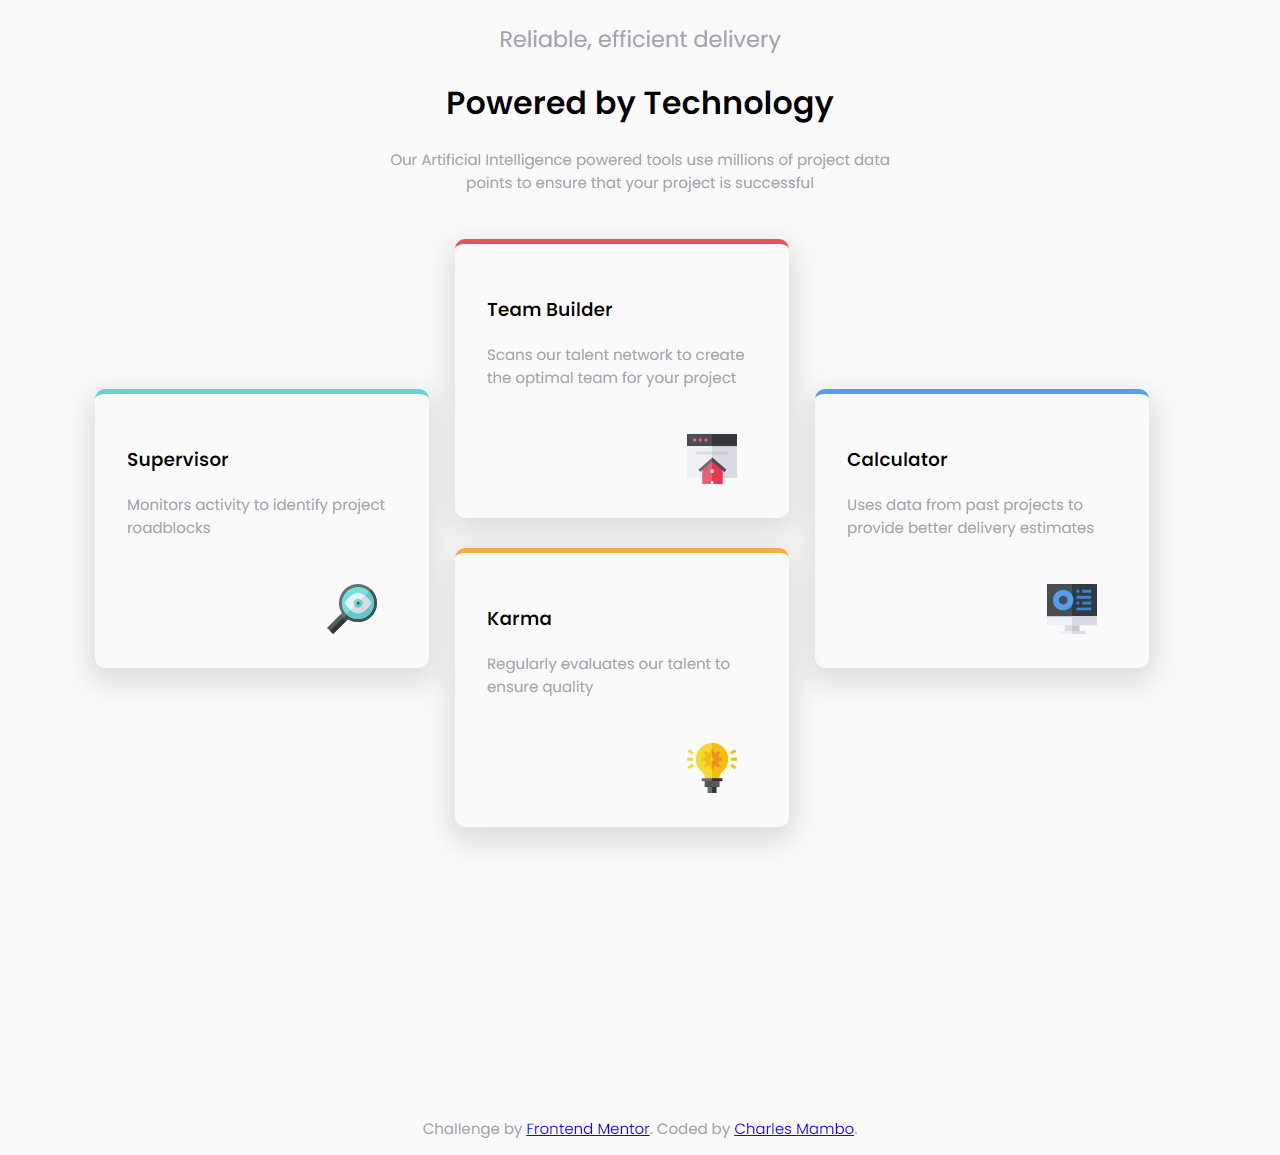 Reliable, efficient delivery
Powered by Technology
Our Artificial Intelligence powered tools use millions of project data
points to ensure that your project is successful
Team Builder
Scans our talent network to create
the optimal team for your project
Supervisor
Monitors activity to identify project
roadblocks
Calculator
Uses data from past projects to
provide better delivery estimates
Karma
Regularly evaluates our talent to
ensure quality
Challenge by Frontend Mentor. Coded by Charles Mambo.